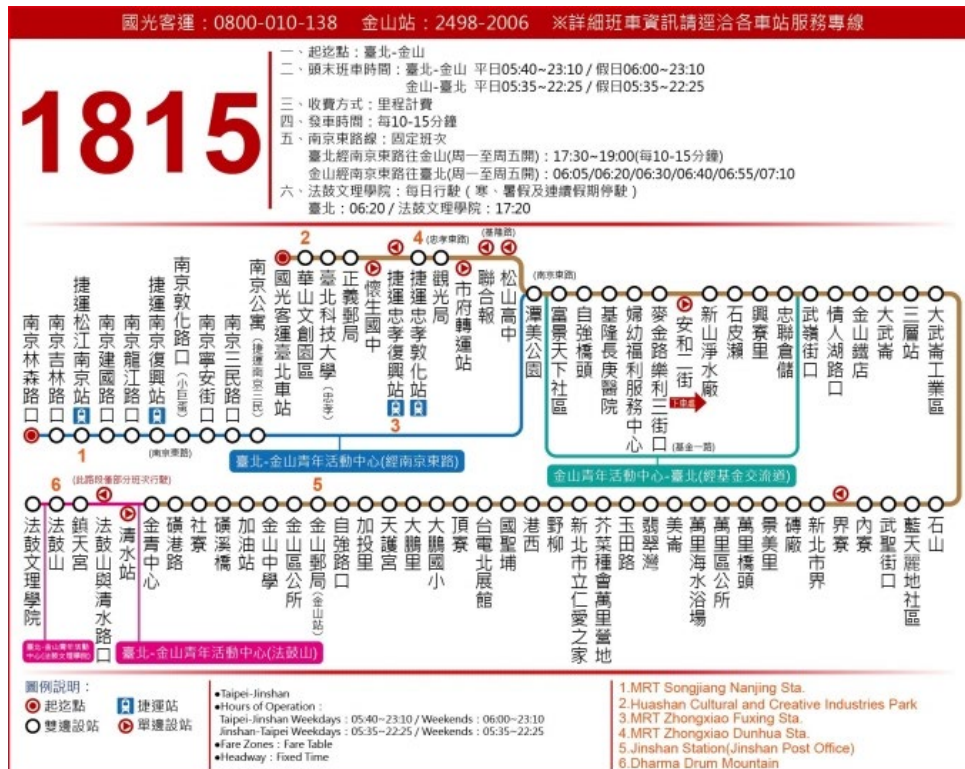 國光客運：0800-010-138 金山站：2498-2006 ※詳細班車資訊請逕洽各車站服務專線
1815
一、起迄點：臺北-金山
二、頭末班車時間：臺北-金山 平日05:40~23:10 / 假日06:00~23:10
金山-臺北 平日05:35~22:25 / 假日05:35~22:25
三、收費方式：里程計費
四、發車時間：每10-15分鐘
五、南京東路線：固定班次
臺北經南京東路往金山(周一至周五開)：17:30~19:00(每10-15分鐘)
金山經南京東路往臺北(周一至周五開)：06:05/06:20/06:30/06:40/06:55/07:10
六、法鼓文理學院：每日行駛（寒、暑假及連續假期停駛）
臺北：06:20 / 法鼓文理學院：17:20
南京林森路口
南京吉林路口
捷運松江南京站
1
南京建國路口
南京龍江路口
捷運南京復興站
南京敦化路口(小巨蛋)
南京寧安街口
南京三民路口
南京公寓(捷運南京三民)
(南京東路)
臺北-金山青年活動中心(經南京東路)
國光客運臺北車站
2
華山文創園區
臺北科技大學(忠孝)
正義郵局
懷生國中
捷運忠孝復興站
3
4
捷運忠孝敦化站
(忠孝東路)
觀光局
市府轉運站
(基隆路)
聯合報
松山高中
潭美公園
(南京東路)
富景天下社區
自強橋頭
基隆長庚醫院
婦幼福利服務中心
麥金路樂利三街口
安和二街
下車處
新山淨水廠
石皮瀨
興寮里
忠聯倉儲
(基金一路)
金山青年活動中心-臺北(經基金交流道)
武嶺街口
情人湖路口
金山鐵店
大武崙
三層站
大武崙工業區
6
(此路段僅部分班次行駛)
法鼓文理學院
法鼓山
鎮天宮
法鼓山與清水路口
清水站
金青中心
磺港路
社寮
磺溪橋
加油站
金山中學
金山區公所
5
金山郵局(金山站)
自強路口
加投里
天護宮
大鵬里
大鵬國小
頂寮
台電北展館
國聖埔
港西
野柳
新北市立仁愛之家
芥菜種會萬里營地
玉田路
翡翠灣
美崙
萬里海水浴場
萬里區公所
萬里橋頭
景美里
磚廠
新北市界
界寮
內寮
武聖街口
藍天麗地社區
石山
臺北-金山青年活動
中心(法鼓文理學院)
臺北-金山青年活動中心(法鼓山)
圖例說明：
起迄點 捷運站
雙邊設站 單邊設站
●Taipei-Jinshan
●Hours of Operation：
Taipei-Jinshan Weekdays：05:40~23:10 / Weekends：06:00~23:10
Jinshan-Taipei Weekdays：05:35~22:25 / Weekends：05:35~22:25
●Fare Zones：Fare Table
●Headway：Fixed Time
1.MRT Songjiang Nanjing Sta.
2.Huashan Cultural and Creative Industries Park
3.MRT Zhongxiao Fuxing Sta.
4.MRT Zhongxiao Dunhua Sta.
5.Jinshan Station(Jinshan Post Office)
6.Dharma Drum Mountain